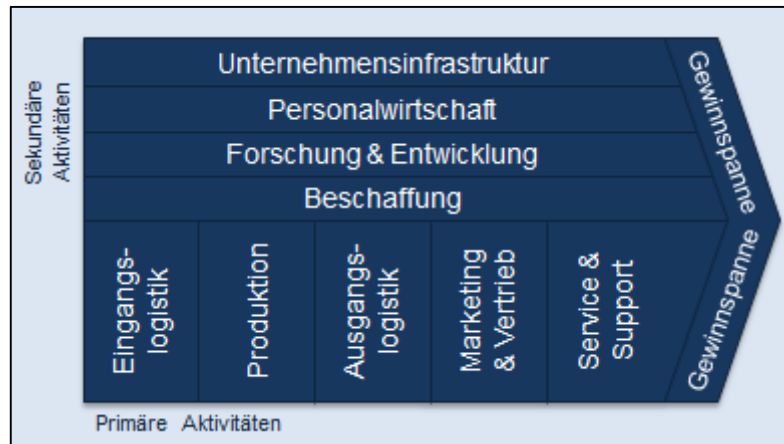 Sekundäre
Aktivitäten
Unternehmensinfrastruktur
Personalwirtschaft
Forschung & Entwicklung
Beschaffung
Gewinnspanne
Eingangs-
logistik
Produktion
Ausgangs-
logistik
Marketing
& Vertrieb
Service &
Support
Gewinnspanne
Primäre Aktivitäten